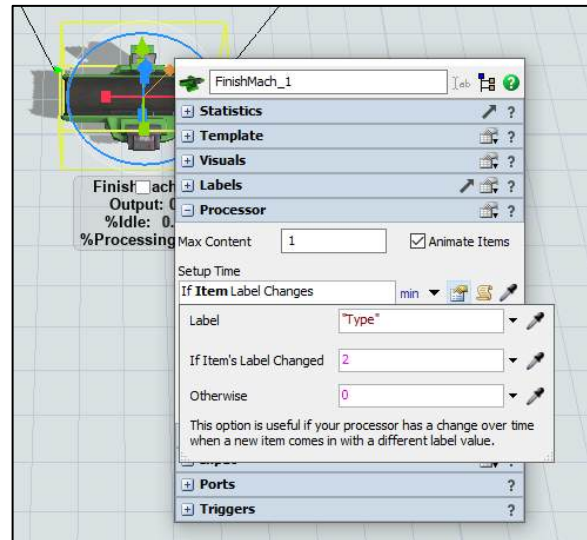 FinishMach_1
Statistics
Template
Visuals
Labels
Processor
Max Content 1 Animate Items
Setup Time
If Item Label Changes min
Label "Type"
If Item's Label Changed 2
Otherwise 0
This option is useful if your processor has a change over time
when a new item comes in with a different label value.
Ports
Triggers
Output:
%Idle: 0.
%Processing